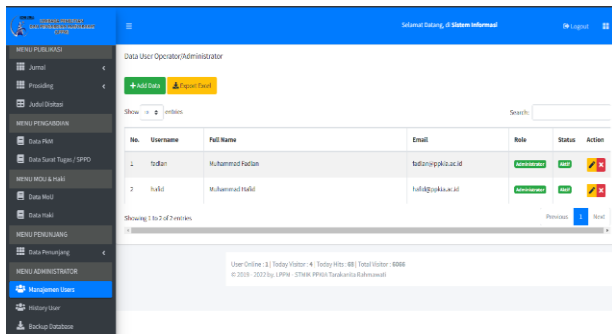 Selamat Datang, di Sistem Informasi
Logout
MENU PUBLIKASI
Jurnal
Prosiding
Judul Disitasi
MENU PENGABDIAN
Data PkM
Data Surat Tugas / SPPD
MENU MOU & Haki
Data MoU
Data Haki
MENU PENUNJANG
Data Penunjang
MENU ADMINISTRATOR
Manajemen Users
History User
Backup Database
Data User Operator/Administrator
Add Data
Export Excel
Show entries
Search:
No. Username Full Name Email Role Status Action
1 fadlan Muhammad Fadlan fadlan@ppkia.ac.id Administrator Aktif
2 hafid Muhammad Hafid hafid@ppkia.ac.id Administrator Aktif
Showing 1 to 2 of 2 entries
Previous 1 Next
User Online : 1 | Today Visitor : 4 | Today Hits : 68 | Total Visitor : 6066
© 2019 - 2022 by. LPPM - STMIK PPKIA Tarakanita Rahmawati